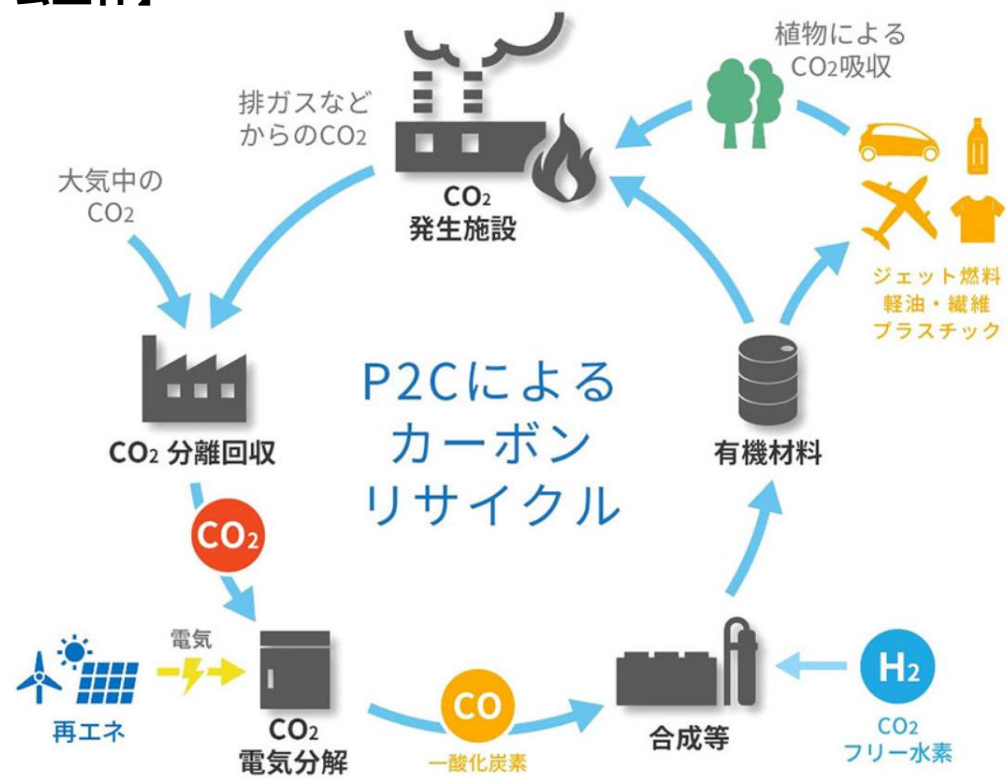 植物による
CO2吸収
排ガスなど
からのCO2
大気中の
CO2
CO2
発生施設
ジェット燃料
軽油・繊維
プラスチック
P2Cによる
カーボン
リサイクル
CO2 分離回収
有機材料
CO2
電気
再エネ
CO2
電気分解
CO
一酸化炭素
合成等
H2
CO2
フリー水素